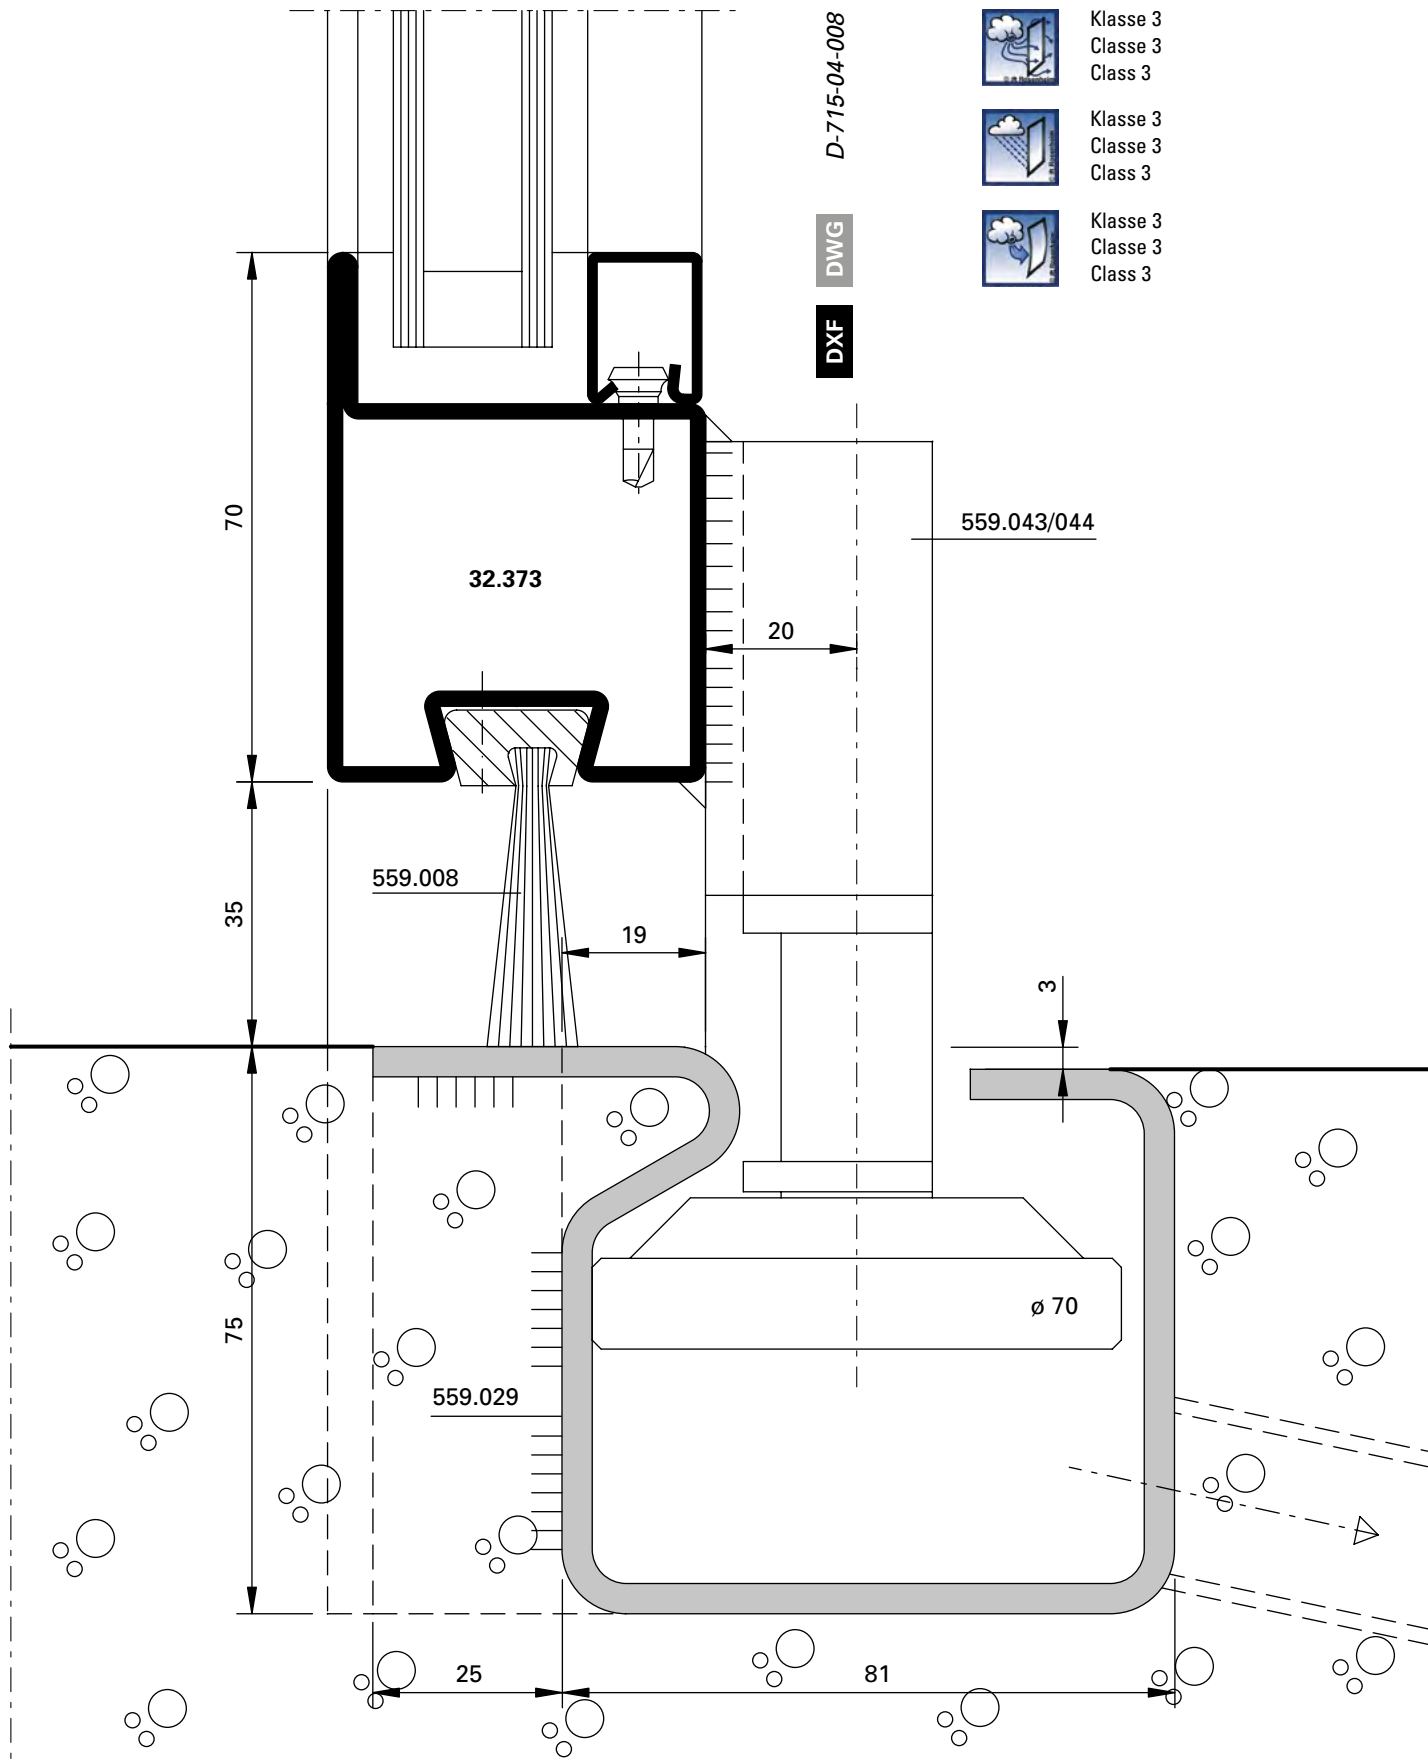 D-715-04-008
Klasse 3
Classe 3
Class 3
Klasse 3
Classe 3
Class 3
Klasse 3
Classe 3
Class 3
DWG
DXF
70
559.043/044
32.373
20
559.008
35
19
3
ø 70
75
559.029
25
81